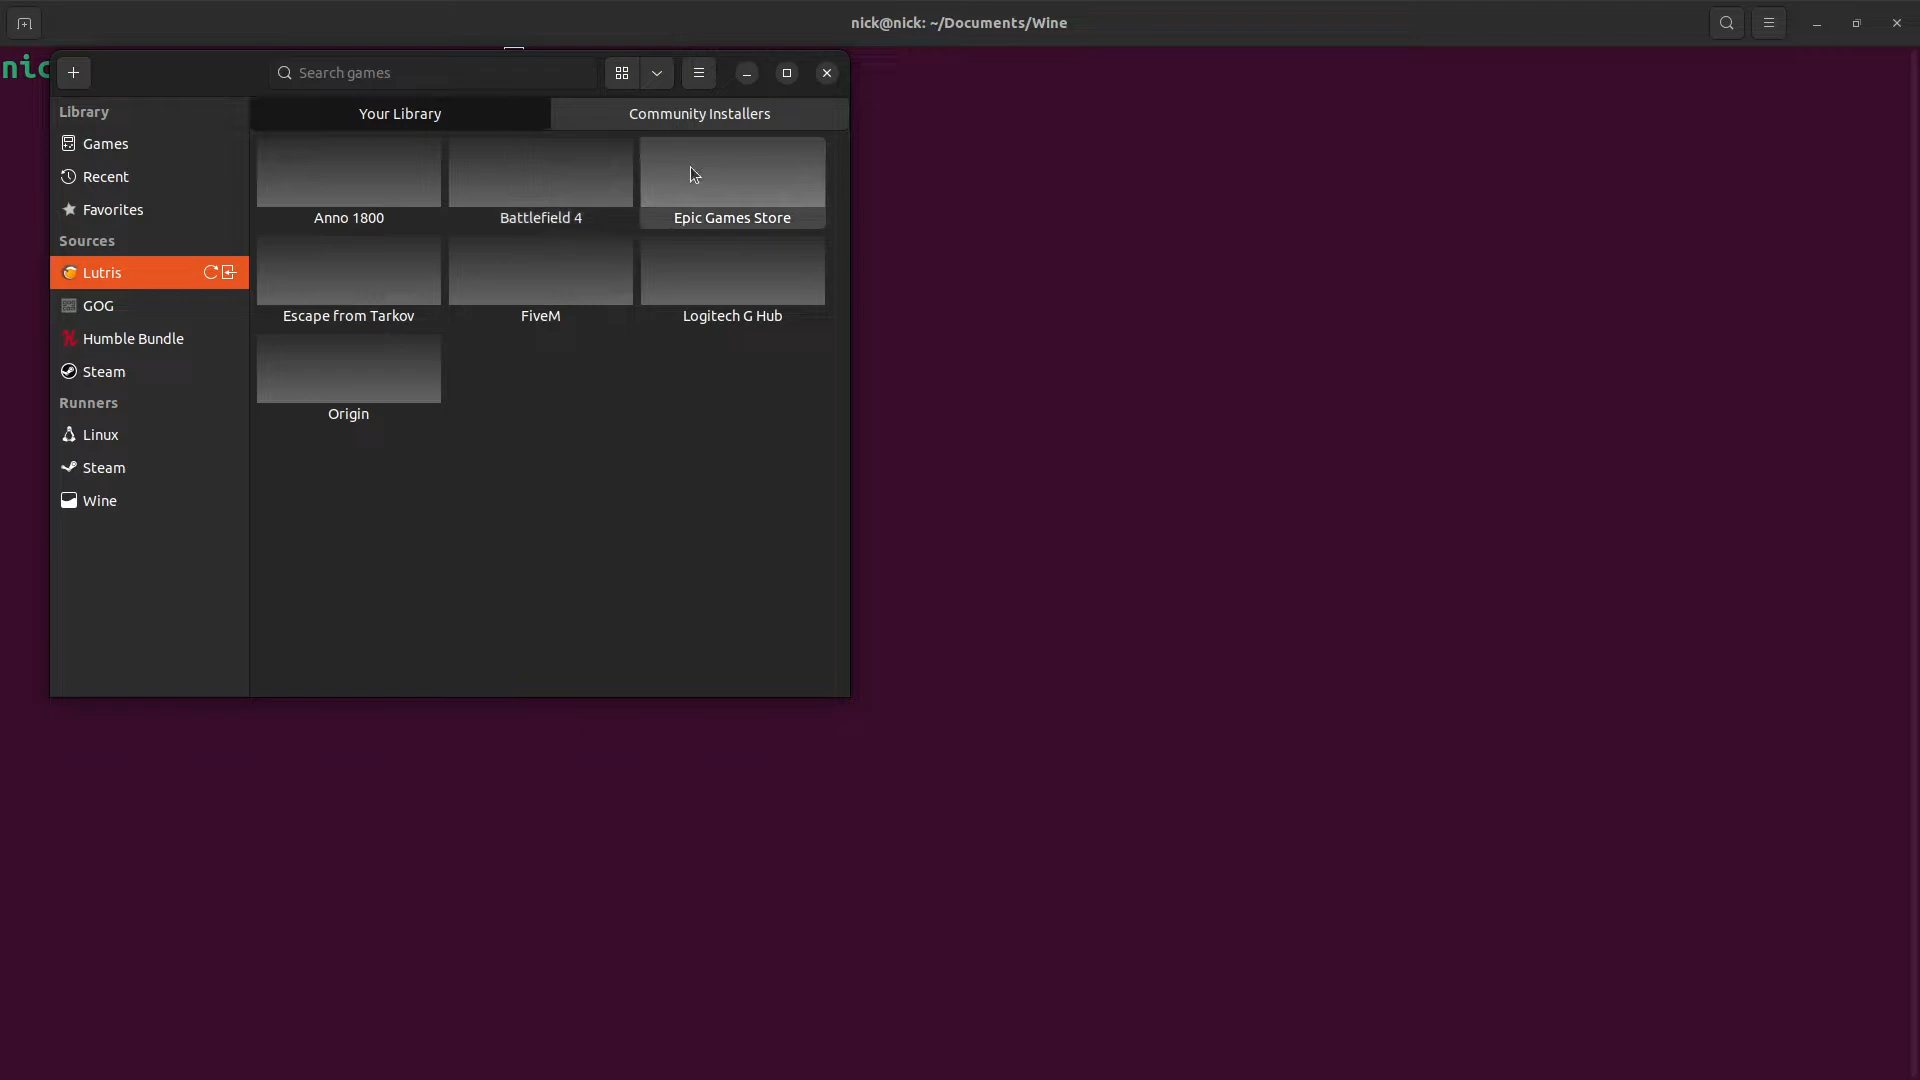 nick@nick: ~/Documents/Wine
nic
Search games
Library
Games
Recent
Favorites
Sources
Lutris
GOG
Humble Bundle
Steam
Runners
Linux
Steam
Wine
Your Library
Community Installers
Anno 1800
Battlefield 4
Epic Games Store
Escape from Tarkov
FiveM
Logitech G Hub
Origin